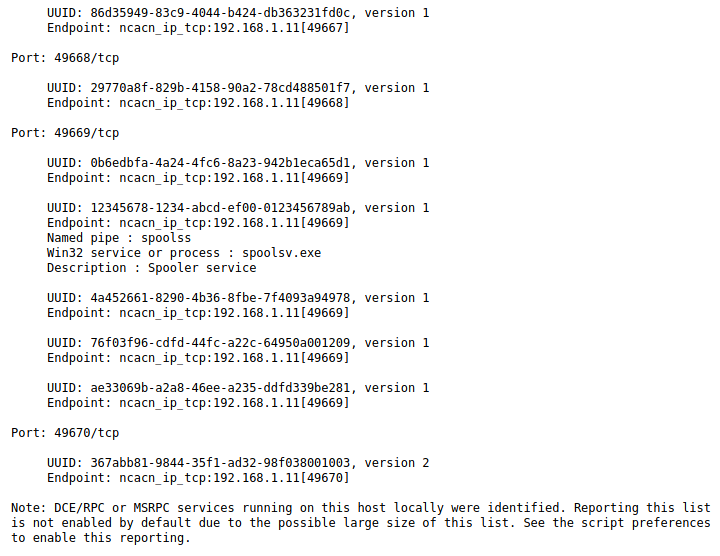 UUID: 86d35949-83c9-4044-b424-db363231fd0c, version 1
Endpoint: ncacn_ip_tcp:192.168.1.11[49667]
Port: 49668/tcp
UUID: 29770a8f-829b-4158-90a2-78cd488501f7, version 1
Endpoint: ncacn_ip_tcp:192.168.1.11[49668]
Port: 49669/tcp
UUID: 0b6edbfa-4a24-4fc6-8a23-942b1eca65d1, version 1
Endpoint: ncacn_ip_tcp:192.168.1.11[49669]
UUID: 12345678-1234-abcd-ef00-0123456789ab, version 1
Endpoint: ncacn_ip_tcp:192.168.1.11[49669]
Named pipe : spoolss
Win32 service or process : spoolsv.exe
Description : Spooler service
UUID: 4a452661-8290-4b36-8fbe-7f4093a94978, version 1
Endpoint: ncacn_ip_tcp:192.168.1.11[49669]
UUID: 76f03f96-cdfd-44fc-a22c-64950a001209, version 1
Endpoint: ncacn_ip_tcp:192.168.1.11[49669]
UUID: ae33069b-a2a8-46ee-a235-ddfd339be281, version 1
Endpoint: ncacn_ip_tcp:192.168.1.11[49669]
Port: 49670/tcp
UUID: 367abb81-9844-35f1-ad32-98f038001003, version 2
Endpoint: ncacn_ip_tcp:192.168.1.11[49670]
Note: DCE/RPC or MSRPC services running on this host locally were identified. Reporting this list
is not enabled by default due to the possible large size of this list. See the script preferences
to enable this reporting.